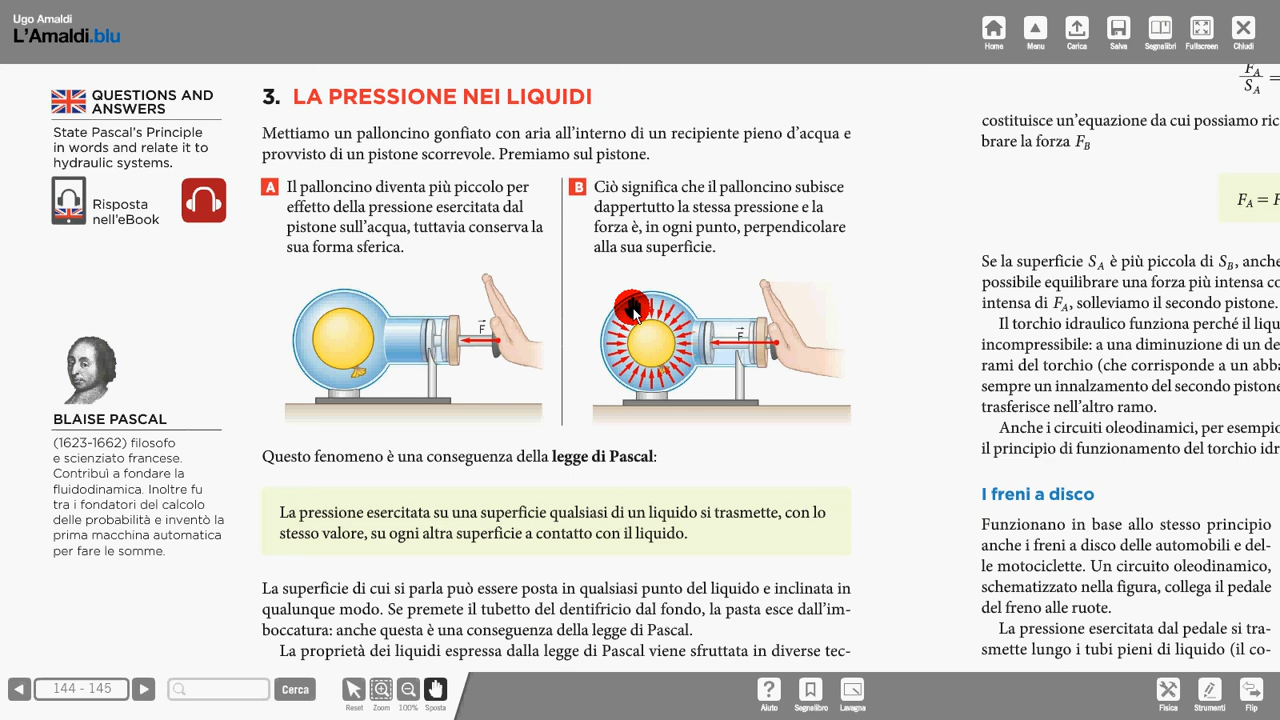 Ugo Amaldi
L'Amaldi.blu
Home
Menu
Carica
Salva
Segnalibri
Fullscreen
Chiudi
QUESTIONS AND
ANSWERS
State Pascal's Principle
in words and relate it to
hydraulic systems.
Risposta
nell'eBook
BLAISE PASCAL
(1623-1662) filosofo
e scienziato francese.
Contribuì a fondare la
fluidodinamica. Inoltre fu
tra i fondatori del calcolo
delle probabilità e inventò la
prima macchina automatica
per fare le somme.
3. LA PRESSIONE NEI LIQUIDI
Mettiamo un palloncino gonfiato con aria all'interno di un recipiente pieno d'acqua e
provvisto di un pistone scorrevole. Premiamo sul pistone.
A Il palloncino diventa più piccolo per
effetto della pressione esercitata dal
pistone sull'acqua, tuttavia conserva la
sua forma sferica.
F
B Ciò significa che il palloncino subisce
dappertutto la stessa pressione e la
forza è, in ogni punto, perpendicolare
alla sua superficie.
F
Questo fenomeno è una conseguenza della legge di Pascal:
La pressione esercitata su una superficie qualsiasi di un liquido si trasmette, con lo
stesso valore, su ogni altra superficie a contatto con il liquido.
La superficie di cui si parla può essere posta in qualsiasi punto del liquido e inclinata in
qualunque modo. Se premete il tubetto del dentifricio dal fondo, la pasta esce dall'im-
boccatura: anche questa è una conseguenza della legge di Pascal.
La proprietà dei liquidi espressa dalla legge di Pascal viene sfruttata in diverse tec-
F_A
S_A =
costituisce un'equazione da cui possiamo ric
brare la forza F_B
F_A = F
Se la superficie S_A è più piccola di S_B, anche
possibile equilibrare una forza più intensa co
intensa di F_A, solleviamo il secondo pistone.
Il torchio idraulico funziona perché il liqu
incompressibile: a una diminuzione di un de
rami del torchio (che corrisponde a un abba
sempre un innalzamento del secondo pistone
trasferisce nell'altro ramo.
Anche i circuiti oleodinamici, per esempio
il principio di funzionamento del torchio idr
I freni a disco
Funzionano in base allo stesso principio
anche i freni a disco delle automobili e del-
le motociclette. Un circuito oleodinamico,
schematizzato nella figura, collega il pedale
del freno alle ruote.
La pressione esercitata dal pedale si tra-
smette lungo i tubi pieni di liquido (il co-
144 - 145
Cerca
Reset
Zoom
100%
Sposta
Aiuto
Segnalibro
Lavagna
Fisica
Strumenti
Flip